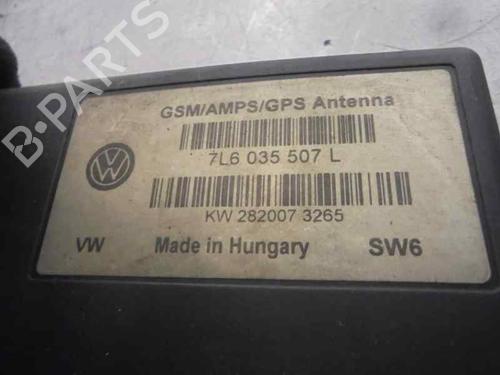 GSM/AMPS/GPS Antenna
7L6 035 507 L
KW 282007 3265
VW Made in Hungary SW6
B-PARTS